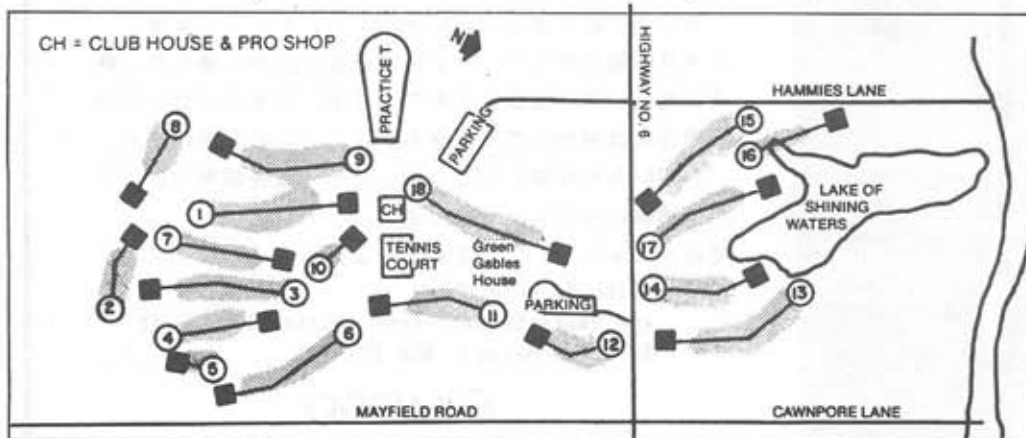 CH = CLUB HOUSE & PRO SHOP
PRACTICE T
N
HIGHWAY NO. 6
HAMMIES LANE
PARKING
8
9
15
16
18
1
CH
LAKE OF
SHINING
WATERS
7
10
TENNIS
COURT
Green
Gables
House
17
2
3
14
13
11
PARKING
4
6
12
5
MAYFIELD ROAD
CAWNPORE LANE